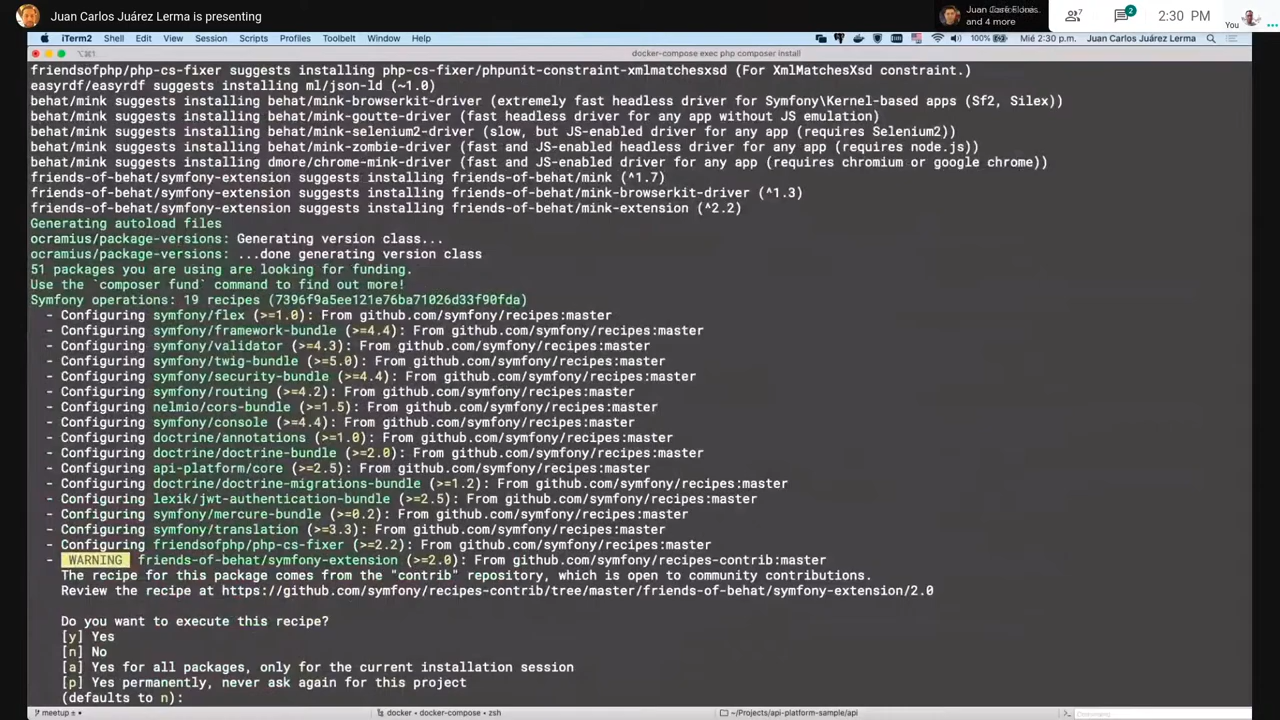 Juan Carlos Juárez Lerma is presenting
and 4 more
7
2
2:30 PM
You
iTerm2 Shell Edit View Session Scripts Profiles Toolbelt Window Help
100% Mié 2:30 p.m. Juan Carlos Juárez Lerma
⌥⌘1
docker-compose exec php composer install
friendsofphp/php-cs-fixer suggests installing php-cs-fixer/phpunit-constraint-xmlmatchesxsd (For XmlMatchesXsd constraint.)
easyrdf/easyrdf suggests installing ml/json-ld (~1.0)
behat/mink suggests installing behat/mink-browserkit-driver (extremely fast headless driver for Symfony\Kernel-based apps (Sf2, Silex))
behat/mink suggests installing behat/mink-goutte-driver (fast headless driver for any app without JS emulation)
behat/mink suggests installing behat/mink-selenium2-driver (slow, but JS-enabled driver for any app (requires Selenium2))
behat/mink suggests installing behat/mink-zombie-driver (fast and JS-enabled headless driver for any app (requires node.js))
behat/mink suggests installing dmore/chrome-mink-driver (fast and JS-enabled driver for any app (requires chromium or google chrome))
friends-of-behat/symfony-extension suggests installing friends-of-behat/mink (^1.7)
friends-of-behat/symfony-extension suggests installing friends-of-behat/mink-browserkit-driver (^1.3)
friends-of-behat/symfony-extension suggests installing friends-of-behat/mink-extension (^2.2)
Generating autoload files
ocramius/package-versions: Generating version class...
ocramius/package-versions: ...done generating version class
51 packages you are using are looking for funding.
Use the `composer fund` command to find out more!
Symfony operations: 19 recipes (7396f9a5ee121e76ba71026d33f90fda)
- Configuring symfony/flex (>=1.0): From github.com/symfony/recipes:master
- Configuring symfony/framework-bundle (>=4.4): From github.com/symfony/recipes:master
- Configuring symfony/validator (>=4.3): From github.com/symfony/recipes:master
- Configuring symfony/twig-bundle (>=5.0): From github.com/symfony/recipes:master
- Configuring symfony/security-bundle (>=4.4): From github.com/symfony/recipes:master
- Configuring symfony/routing (>=4.2): From github.com/symfony/recipes:master
- Configuring nelmio/cors-bundle (>=1.5): From github.com/symfony/recipes:master
- Configuring symfony/console (>=4.4): From github.com/symfony/recipes:master
- Configuring doctrine/annotations (>=1.0): From github.com/symfony/recipes:master
- Configuring doctrine/doctrine-bundle (>=2.0): From github.com/symfony/recipes:master
- Configuring api-platform/core (>=2.5): From github.com/symfony/recipes:master
- Configuring doctrine/doctrine-migrations-bundle (>=1.2): From github.com/symfony/recipes:master
- Configuring lexik/jwt-authentication-bundle (>=2.5): From github.com/symfony/recipes:master
- Configuring symfony/mercure-bundle (>=0.2): From github.com/symfony/recipes:master
- Configuring symfony/translation (>=3.3): From github.com/symfony/recipes:master
- Configuring friendsofphp/php-cs-fixer (>=2.2): From github.com/symfony/recipes:master
- WARNING friends-of-behat/symfony-extension (>=2.0): From github.com/symfony/recipes-contrib:master
The recipe for this package comes from the "contrib" repository, which is open to community contributions.
Review the recipe at https://github.com/symfony/recipes-contrib/tree/master/friends-of-behat/symfony-extension/2.0
Do you want to execute this recipe?
[y] Yes
[n] No
[a] Yes for all packages, only for the current installation session
[p] Yes permanently, never ask again for this project
(defaults to n):
meetup
docker • docker-compose • zsh
~/Projects/api-platform-sample/api